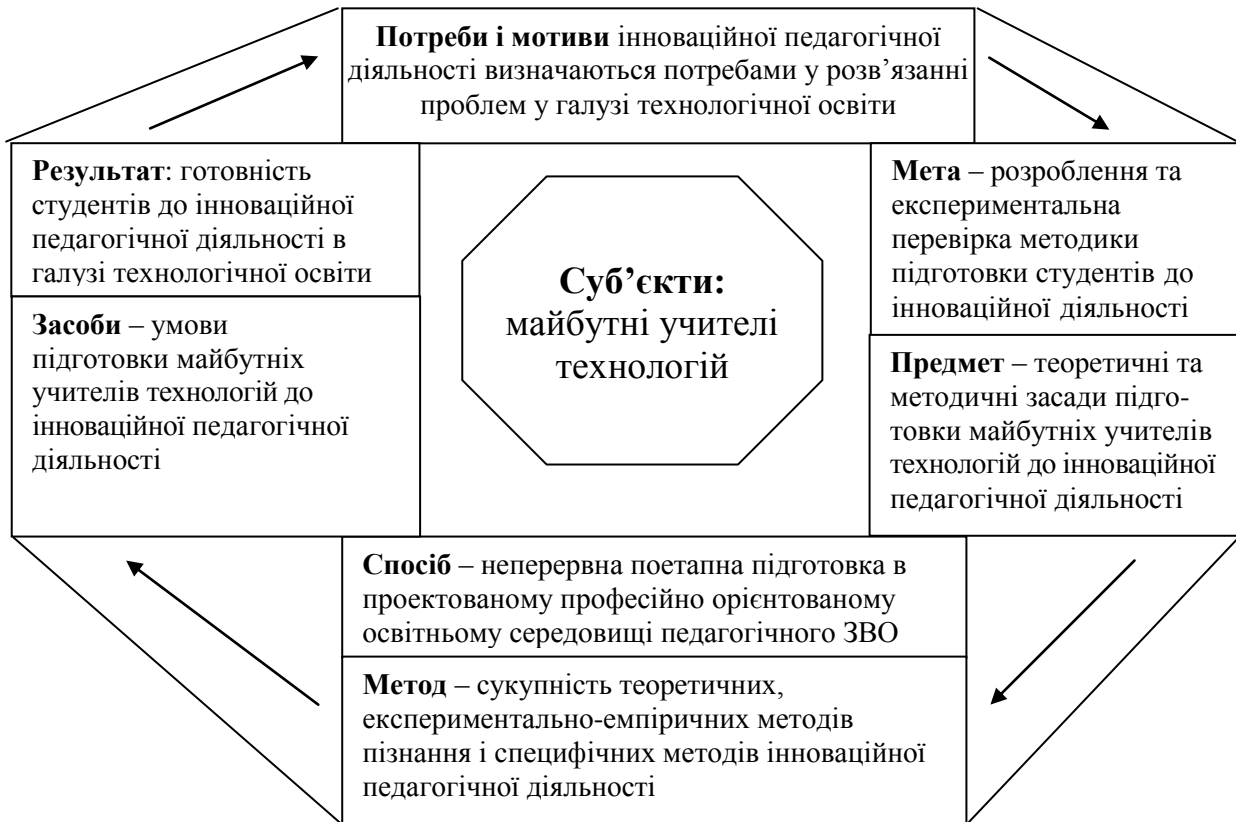 Потреби і мотиви інноваційної педагогічної
діяльності визначаються потребами у розв’язанні
проблем у галузі технологічної освіти
Результат: готовність
студентів до інноваційної
педагогічної діяльності в
галузі технологічної освіти
Засоби – умови
підготовки майбутніх
учителів технологій до
інноваційної педагогічної
діяльності
Суб’єкти:
майбутні учителі
технологій
Мета – розроблення та
експериментальна
перевірка методики
підготовки студентів до
інноваційної діяльності
Предмет – теоретичні та
методичні засади підго-
товки майбутніх учителів
технологій до інноваційної
педагогічної діяльності
Спосіб – неперервна поетапна підготовка в
проектованому професійно орієнтованому
освітньому середовищі педагогічного ЗВО
Метод – сукупність теоретичних,
експериментально-емпіричних методів
пізнання і специфічних методів інноваційної
педагогічної діяльності